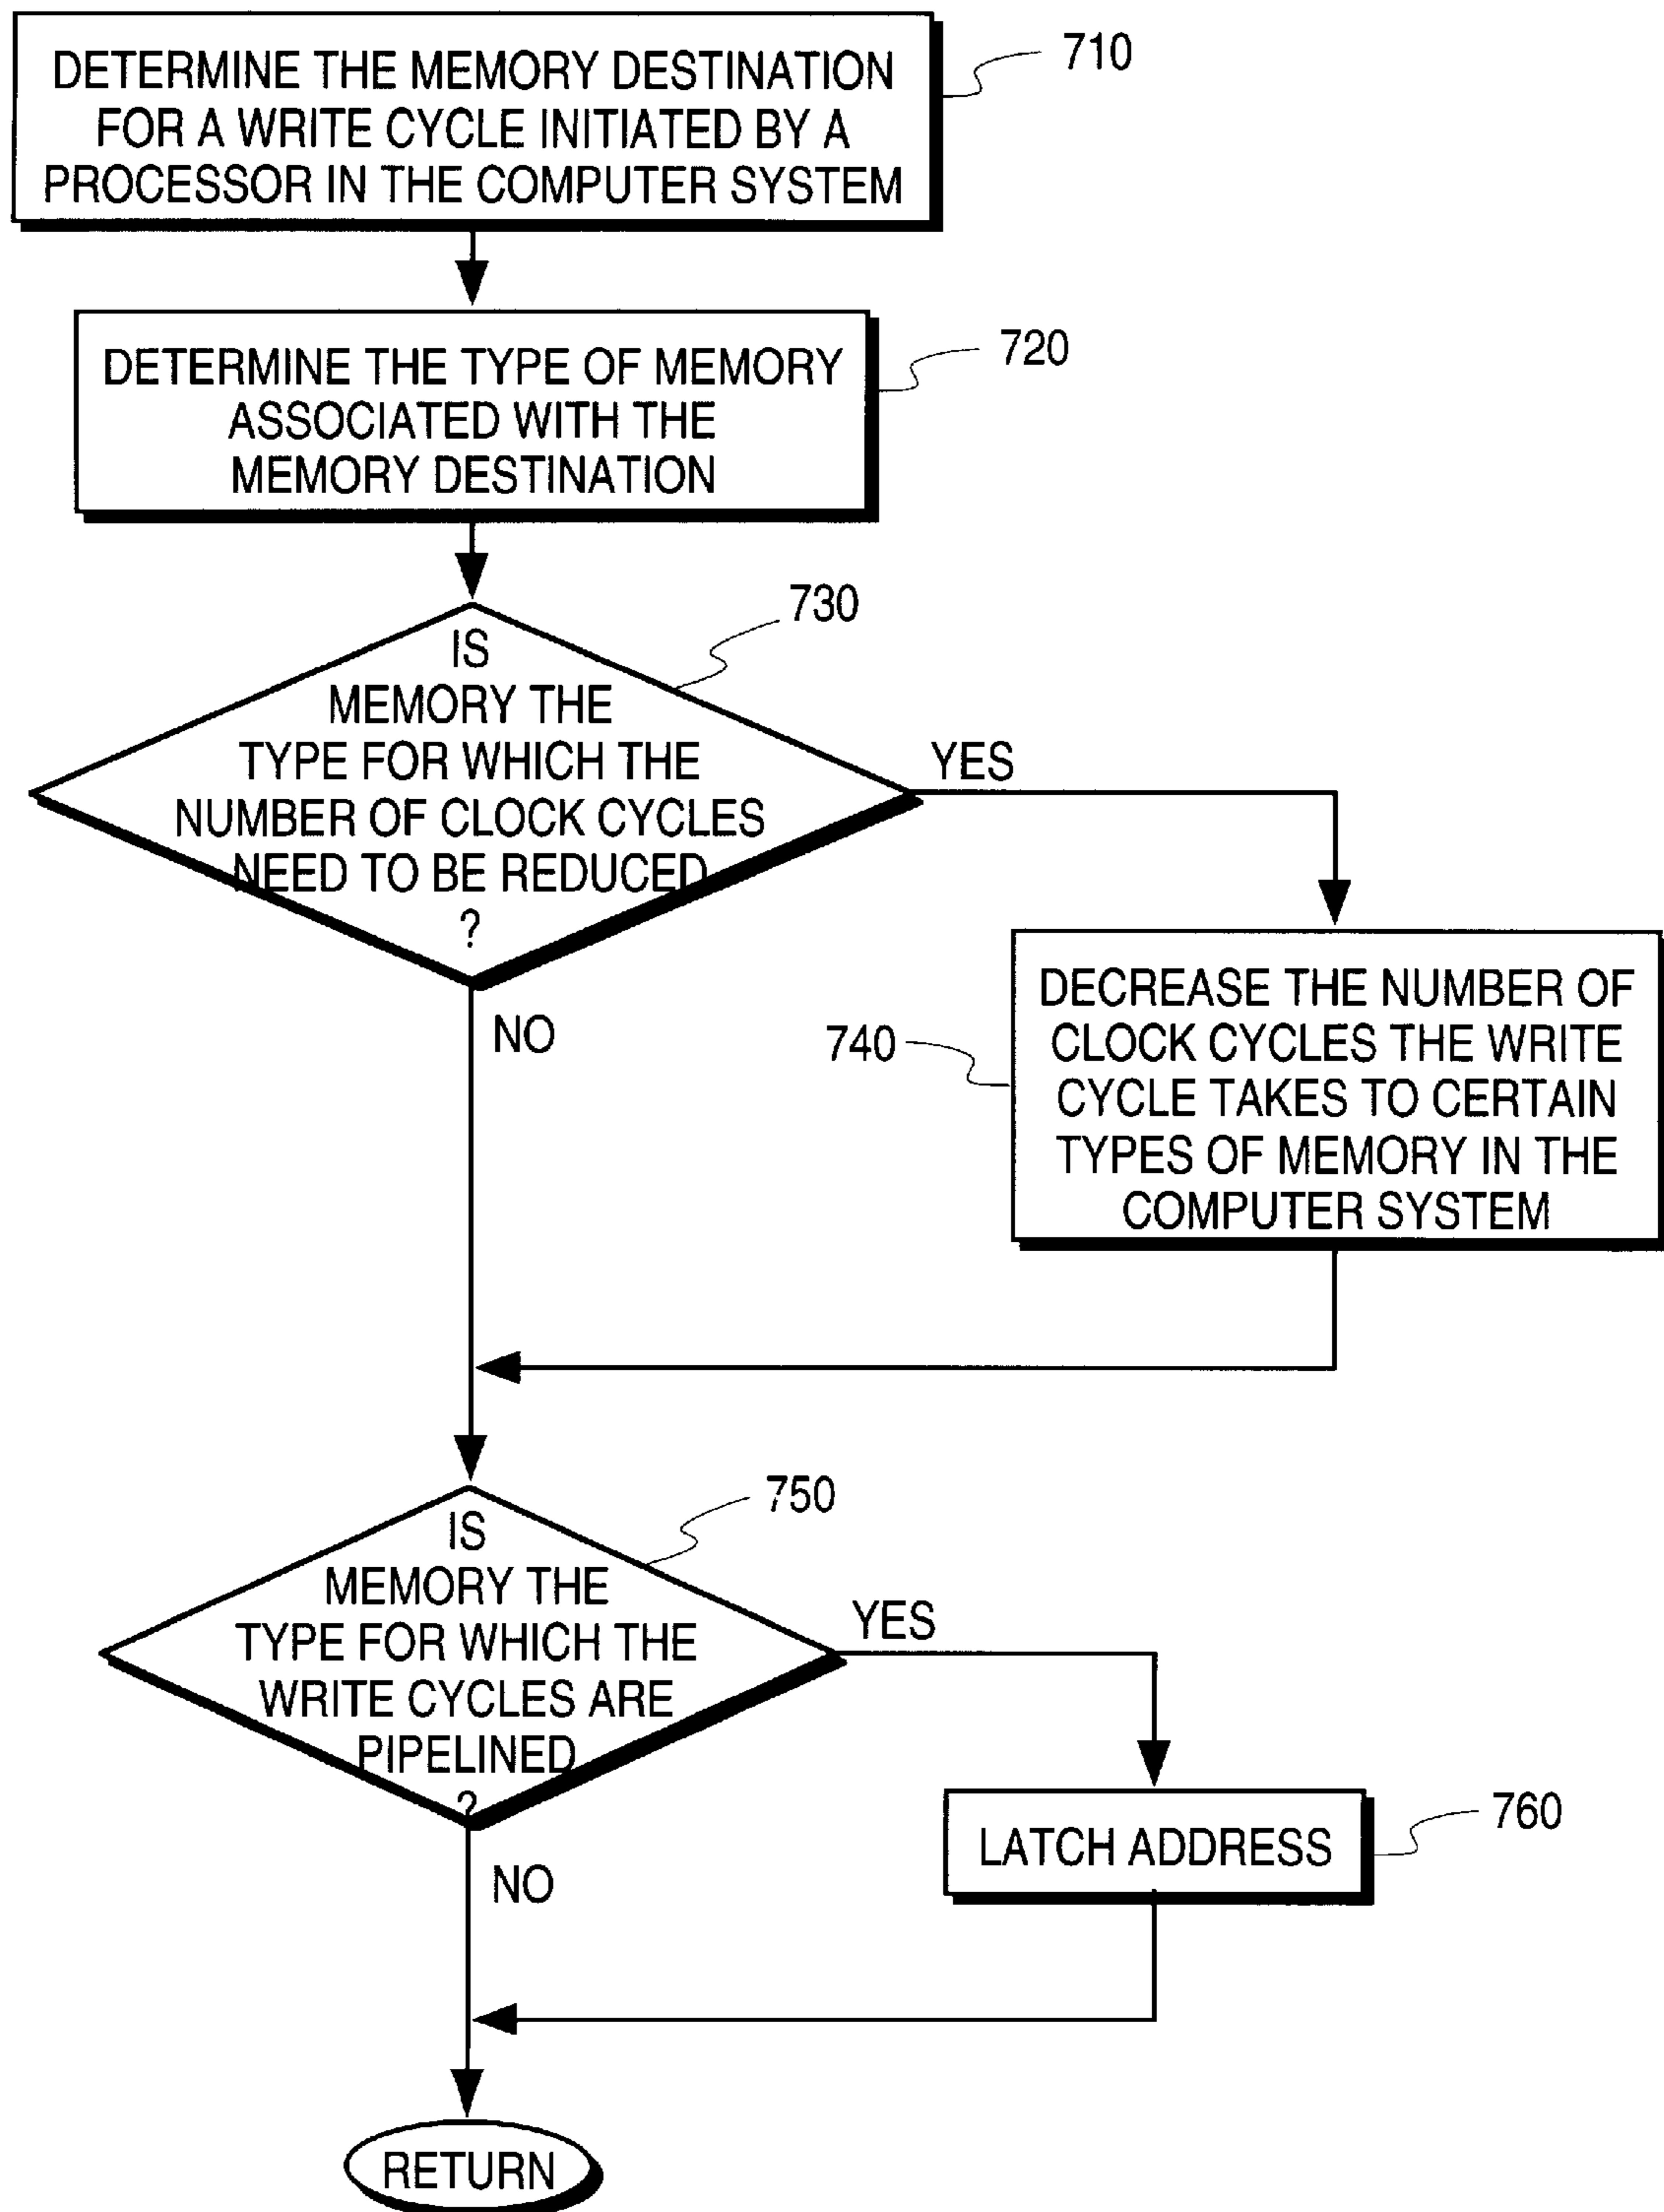 DETERMINE THE MEMORY DESTINATION
FOR A WRITE CYCLE INITIATED BY A
PROCESSOR IN THE COMPUTER SYSTEM
710
DETERMINE THE TYPE OF MEMORY
ASSOCIATED WITH THE
MEMORY DESTINATION
720
730
IS
MEMORY THE
TYPE FOR WHICH THE
NUMBER OF CLOCK CYCLES
NEED TO BE REDUCED
?
YES
NO
740
DECREASE THE NUMBER OF
CLOCK CYCLES THE WRITE
CYCLE TAKES TO CERTAIN
TYPES OF MEMORY IN THE
COMPUTER SYSTEM
750
IS
MEMORY THE
TYPE FOR WHICH THE
WRITE CYCLES ARE
PIPELINED
?
YES
NO
LATCH ADDRESS
760
RETURN